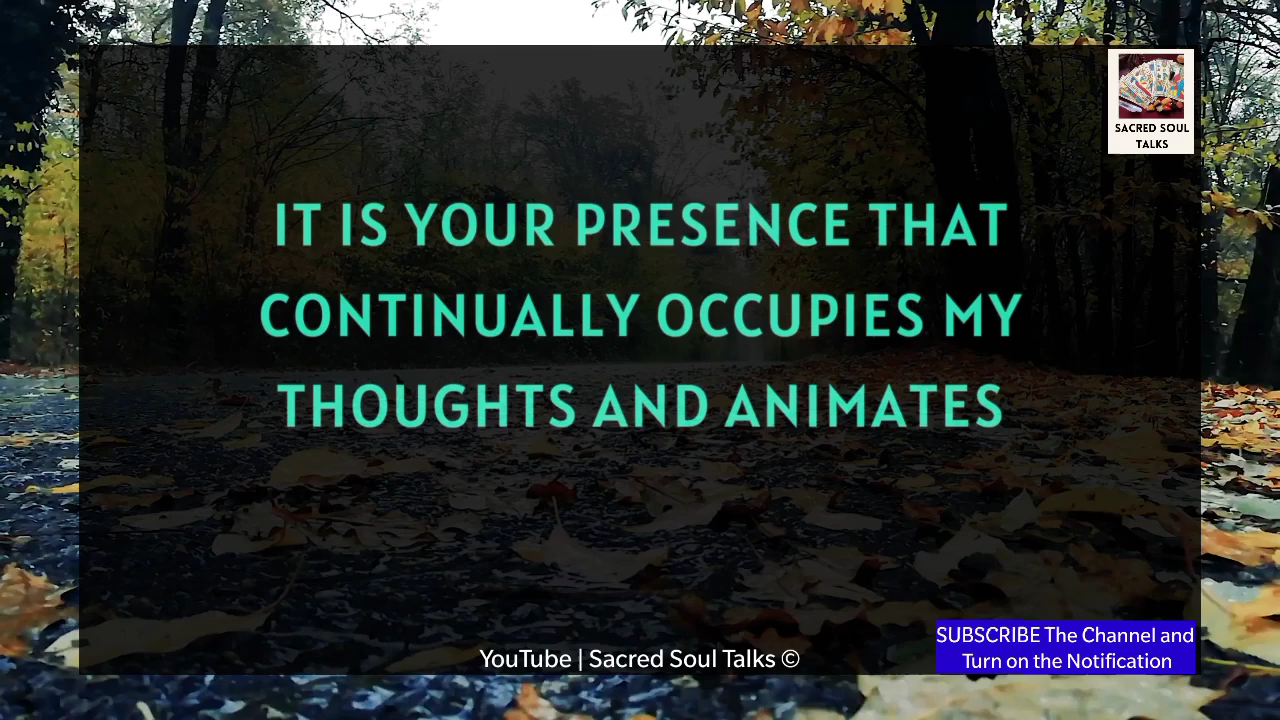 SACRED SOUL
TALKS
IT IS YOUR PRESENCE THAT
CONTINUALLY OCCUPIES MY
THOUGHTS AND ANIMATES
SUBSCRIBE The Channel and
Turn on the Notification
YouTube | Sacred Soul Talks ©